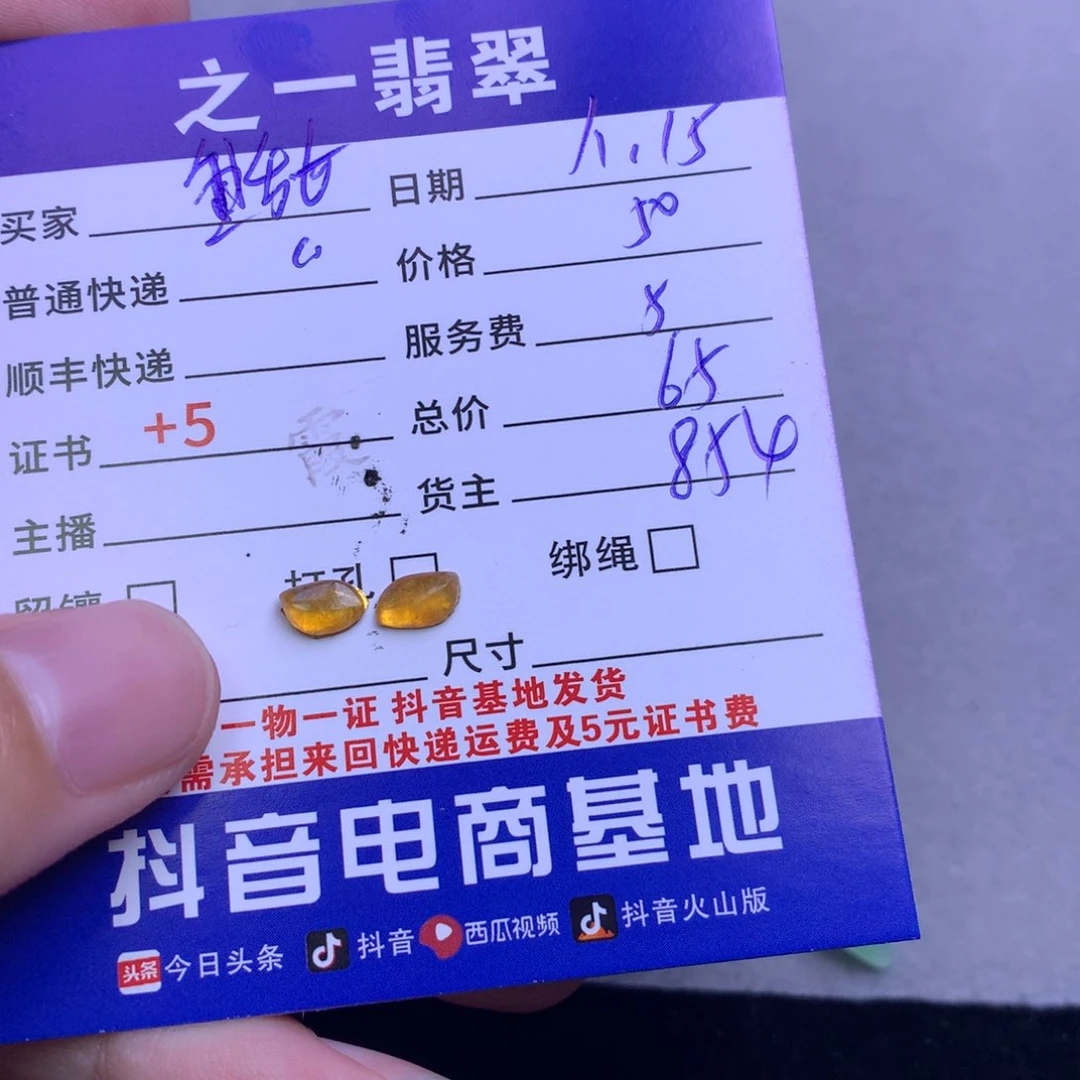 之一翡翠
买家 日期 1.15
普通快递 价格 50
顺丰快递 服务费
证书 +5 总价 65
主播 霞 货主 854
留镶 打孔 绑绳
尺寸
一物一证 抖音基地发货
需承担来回快递运费及5元证书费
抖音电商基地
头条 今日头条 抖音 西瓜视频 抖音火山版